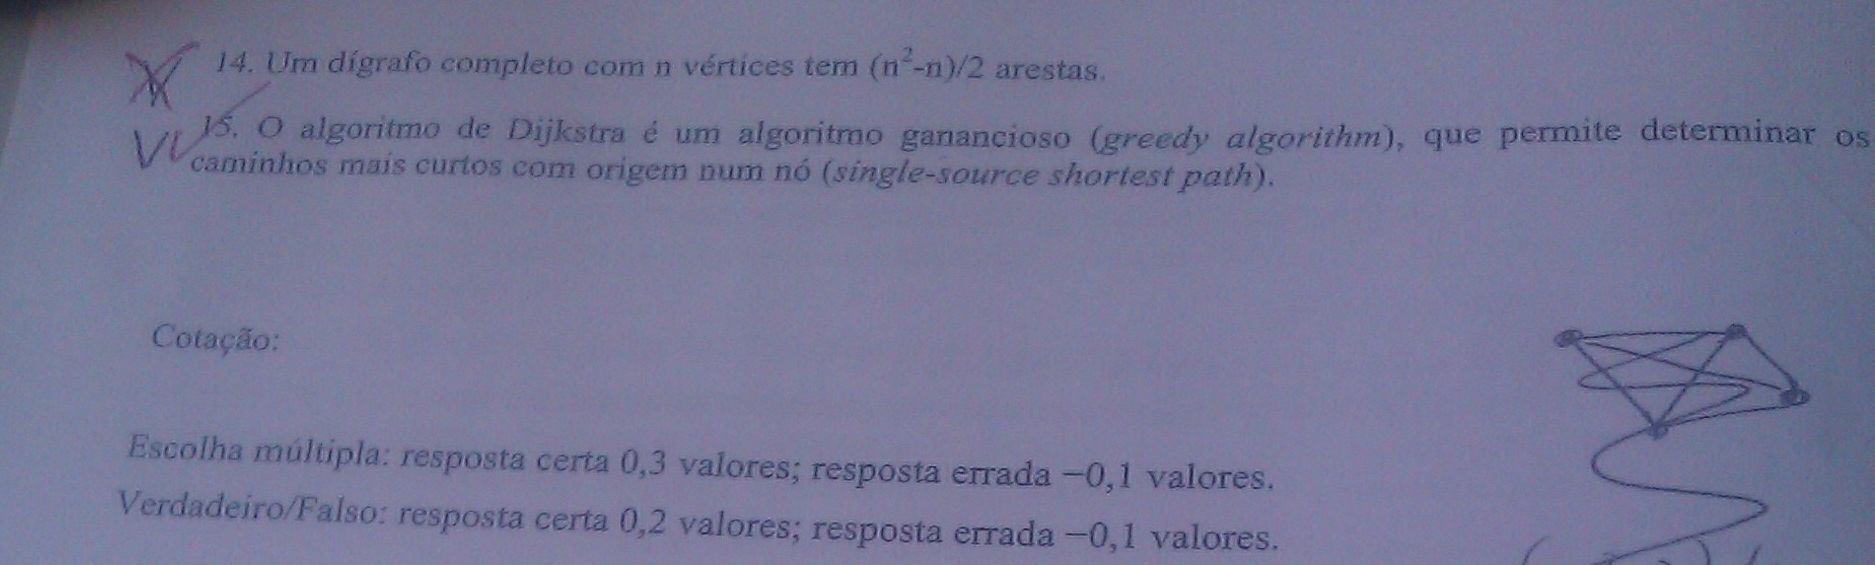 14. Um dígrafo completo com n vértices tem (n²-n)/2 arestas.
V 15. O algoritmo de Dijkstra é um algoritmo ganancioso (greedy algorithm), que permite determinar os
caminhos mais curtos com origem num nó (single-source shortest path).
Cotação:
Escolha múltipla: resposta certa 0,3 valores; resposta errada −0,1 valores.
Verdadeiro/Falso: resposta certa 0,2 valores; resposta errada −0,1 valores.